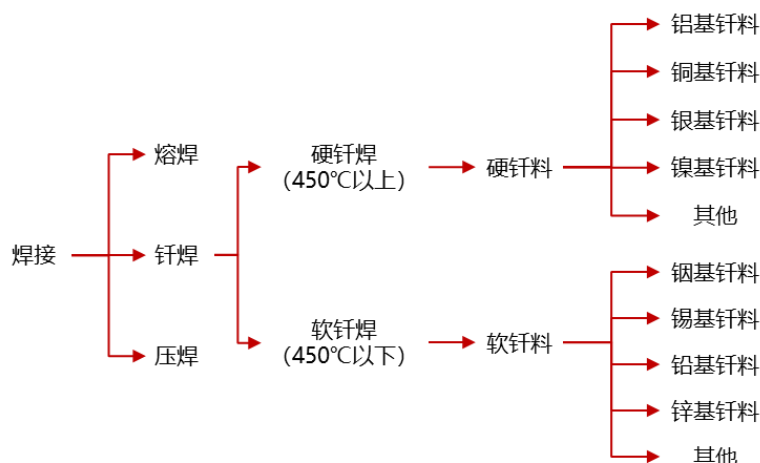 焊接
熔焊
钎焊
压焊
硬钎焊
（450℃以上）
软钎焊
（450℃以下）
硬钎料
软钎料
铝基钎料
铜基钎料
银基钎料
镍基钎料
其他
铟基钎料
锡基钎料
铅基钎料
锌基钎料
其他